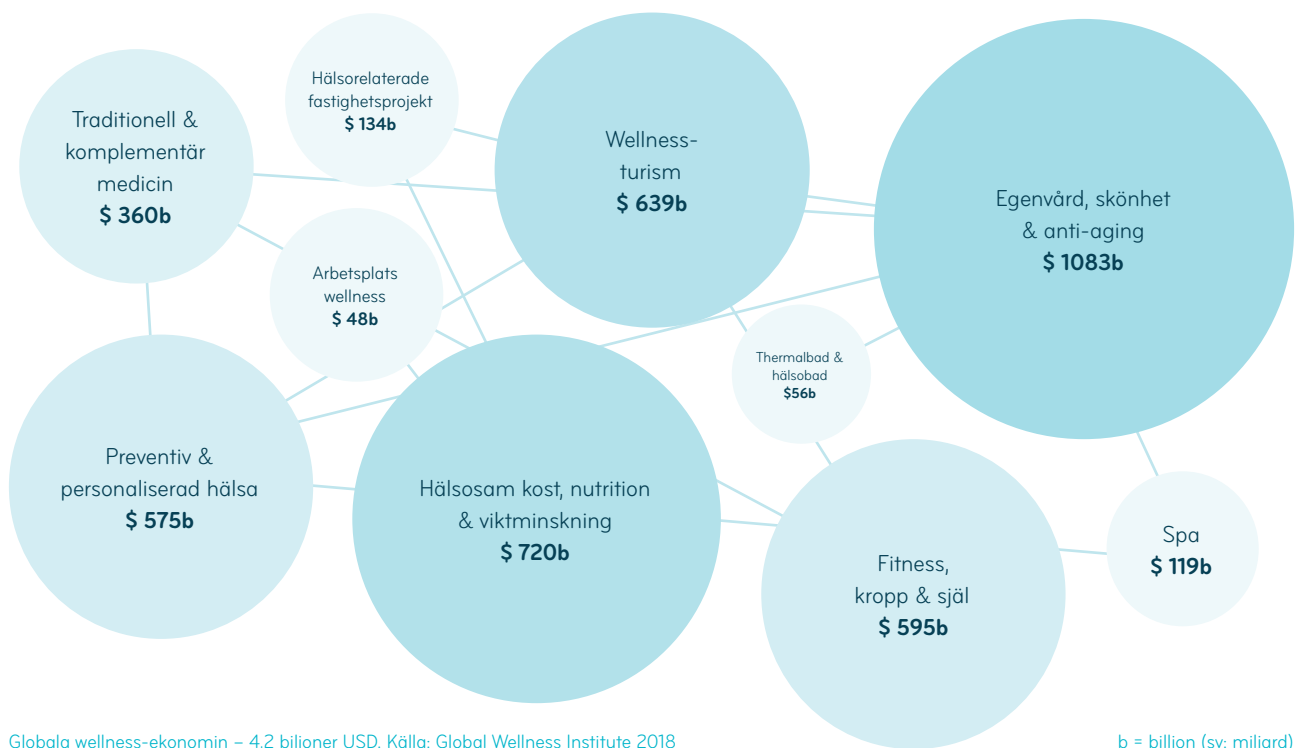 Hälsorelaterade
fastighetsprojekt
$ 134b
Traditionell &
komplementär
medicin
$ 360b
Wellness-
turism
$ 639b
Egenvård, skönhet
& anti-aging
$ 1083b
Arbetsplats
wellness
$ 48b
Thermalbad &
hälsobad
$56b
Preventiv &
personaliserad hälsa
$ 575b
Hälsosam kost, nutrition
& viktminskning
$ 720b
Fitness,
kropp & själ
$ 595b
Spa
$ 119b
Globala wellness-ekonomin – 4,2 biljoner USD. Källa: Global Wellness Institute 2018
b = billion (sv: miljard)